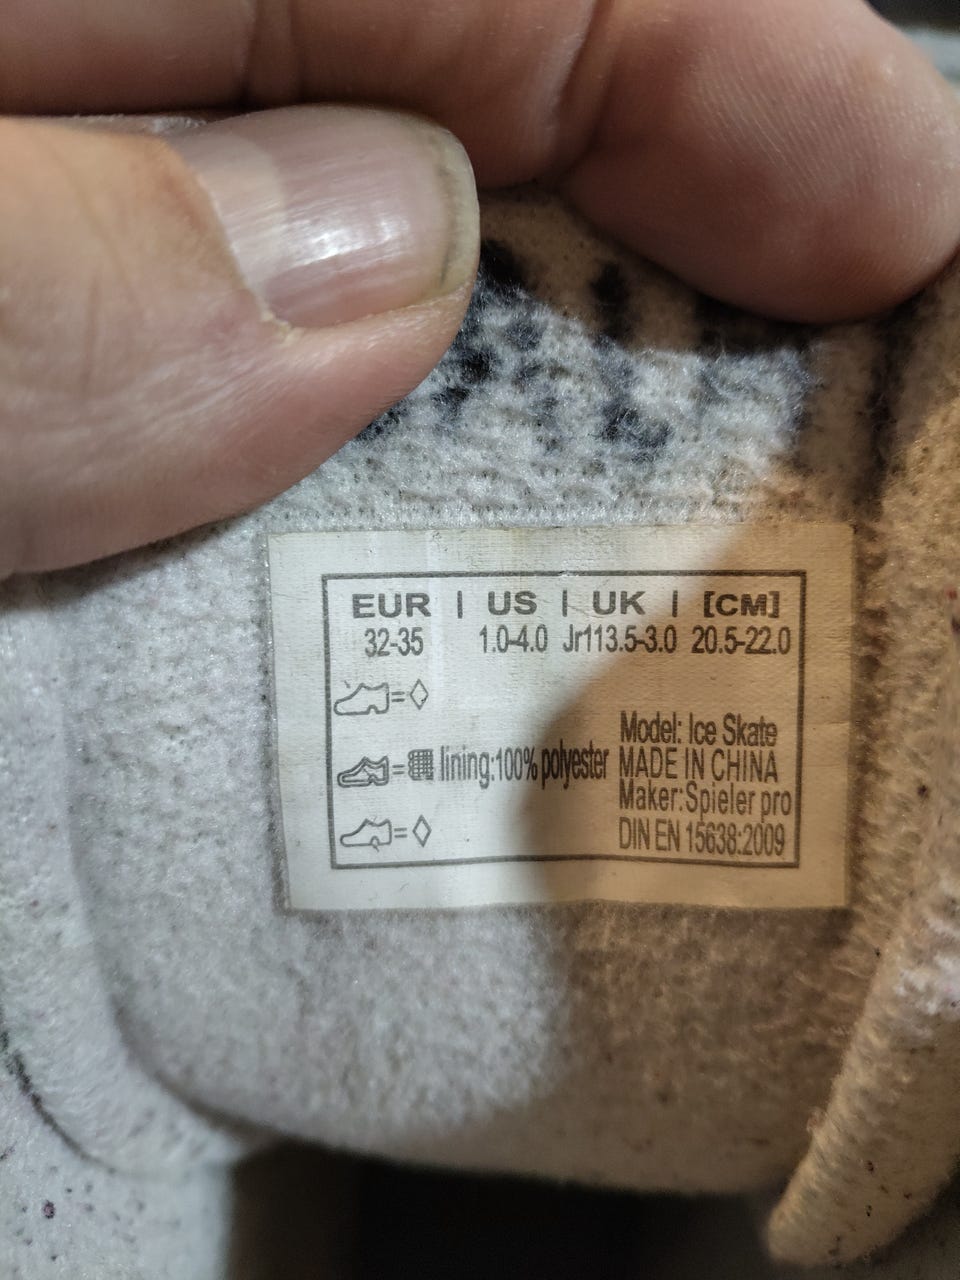 EUR | US | UK | [CM]
32-35 1.0-4.0 Jr113.5-3.0 20.5-22.0
=◇
= lining:100% polyester
=◇
Model: Ice Skate
MADE IN CHINA
Maker:Spieler pro
DIN EN 15638:2009